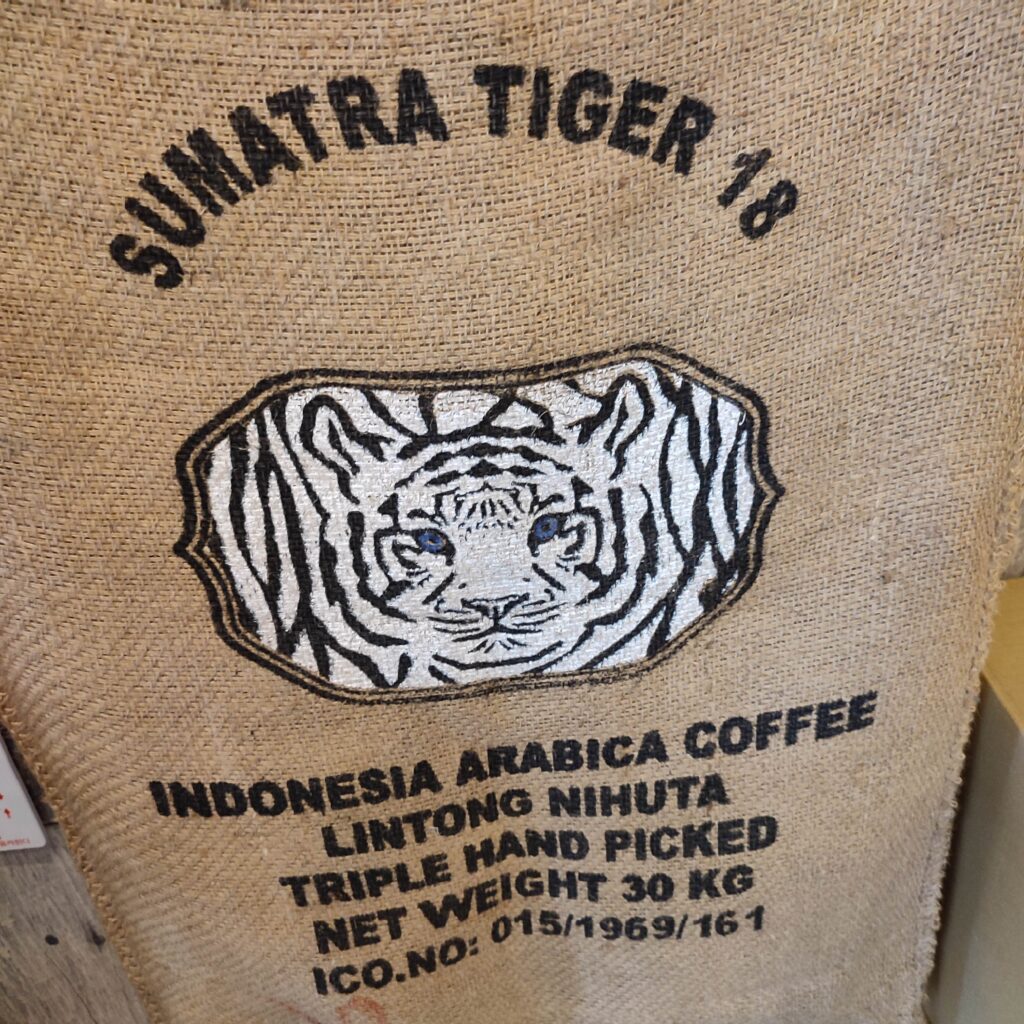 SUMATRA TIGER 18
INDONESIA ARABICA COFFEE
LINTONG NIHUTA
TRIPLE HAND PICKED
NET WEIGHT 30 KG
ICO.NO: 015/1969/161